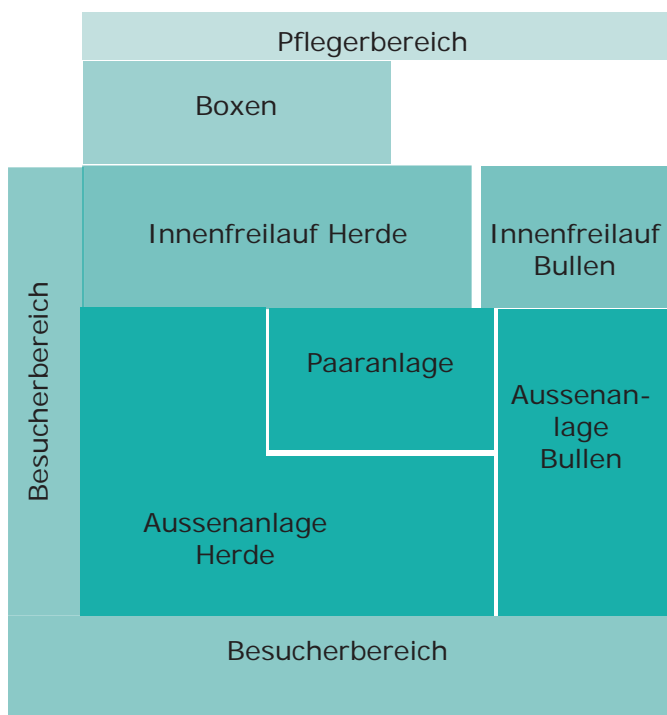 Pflegerbereich
Boxen
Innenfreilauf Herde
Innenfreilauf
Bullen
Besucherbereich
Paaranlage
Aussenan-
lage
Bullen
Aussenanlage
Herde
Besucherbereich